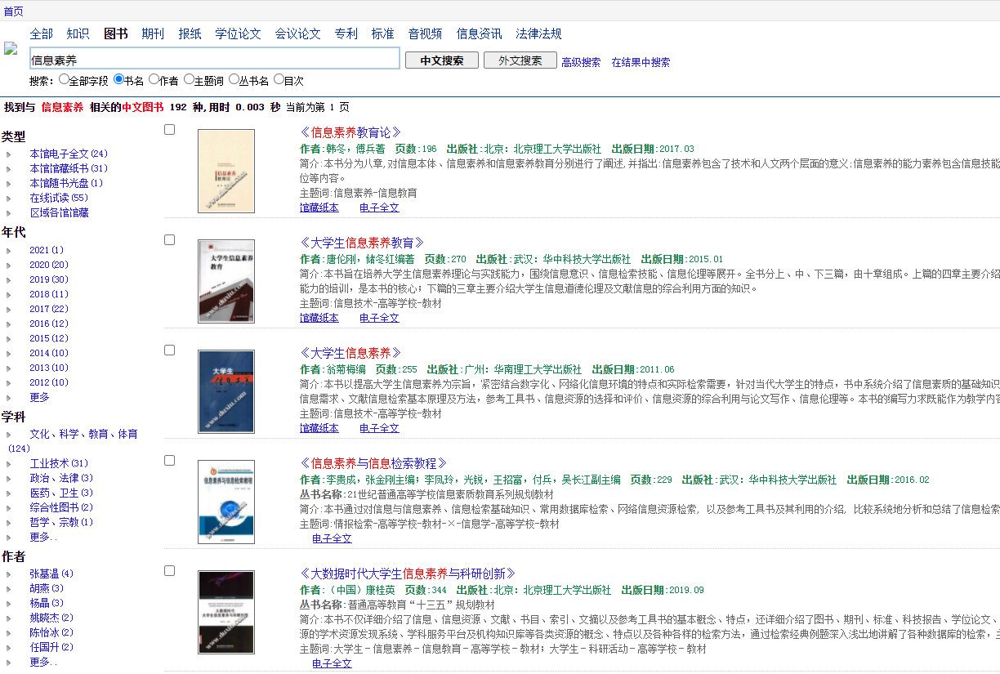 首页
全部 知识 图书 期刊 报纸 学位论文 会议论文 专利 标准 音视频 信息资讯 法律法规
信息素养 中文搜索 外文搜索 高级搜索 在结果中搜索
搜索: 全部字段 书名 作者 主题词 丛书名 目次
找到与 信息素养 相关的中文图书 192 种,用时 0.003 秒 当前为第 1 页
类型
本馆电子全文(24)
本馆馆藏纸书(31)
本馆随书光盘(1)
在线试读(55)
区域各馆馆藏
年代
2021(1)
2020(20)
2019(30)
2018(11)
2017(22)
2016(12)
2015(12)
2014(10)
2013(10)
2012(10)
更多
学科
文化、科学、教育、体育
(124)
工业技术(31)
政治、法律(3)
医药、卫生(3)
综合性图书(2)
哲学、宗教(1)
更多..
作者
张基温(4)
胡燕(3)
杨晶(3)
姚晓杰(2)
陈怡冰(2)
任国升(2)
更多..
《信息素养教育论》
作者:韩冬，傅兵著 页数:196 出版社:北京：北京理工大学出版社 出版日期:2017.03
简介:本书分为八章,对信息本体、信息素养和信息素养教育分别进行了阐述,并指出:信息素养包含了技术和人文两个层面的意义;信息素养的能力素养包含信息技能
位等内容。
主题词:信息素养-信息教育
馆藏纸本 电子全文
《大学生信息素养教育》
作者:唐伦刚，储冬红编著 页数:270 出版社:武汉：华中科技大学出版社 出版日期:2015.01
简介:本书旨在培养大学生信息素养理论与实践能力，围绕信息意识、信息检索技能、信息伦理等展开。全书分上、中、下三篇，由十章组成。上篇的四章主要介绍
能力的培训，是本书的核心；下篇的三章主要介绍大学生信息道德伦理及文献信息的综合利用方面的知识。
主题词:信息技术-高等学校-教材
馆藏纸本 电子全文
大学生信息素养
教育
www.duxiu.com
《大学生信息素养》
作者:翁菊梅编 页数:255 出版社:广州：华南理工大学出版社 出版日期:2011.06
简介:本书以提高大学生信息素养为宗旨，紧密结合数字化、网络化信息环境的特点和实际检索需要，针对当代大学生的特点，书中系统介绍了信息素质的基础知识
信息需求、文献信息检索基本原理及方法，参考工具书、信息资源的选择和评价、信息资源的综合利用与论文写作、信息伦理等。本书的编写力求既能作为教学内容
主题词:信息技术-高等学校-教材
馆藏纸本 电子全文
大学生
www.duxiu.com
《信息素养与信息检索教程》
作者:李贵成，张金刚主编；李凤玲，光锐，王招富，付兵，吴长江副主编 页数:229 出版社:武汉：华中科技大学出版社 出版日期:2016.02
丛书名称:21世纪普通高等学校信息素质教育系列规划教材
简介:本书通过对信息与信息素养、信息检索基础知识、常用数据库检索、网络信息资源检索, 以及参考工具书及其利用的介绍, 比较系统地分析和总结了信息检索
主题词:情报检索-高等学校-教材-×-信息学-高等学校-教材
电子全文
信息素养与信息检索教程
《大数据时代大学生信息素养与科研创新》
作者:（中国）康桂英 页数:344 出版社:北京：北京理工大学出版社 出版日期:2019.09
丛书名称:普通高等教育“十三五”规划教材
简介:本书不仅详细介绍了信息、信息资源、文献、书目、索引、文摘以及参考工具书的基本概念、特点，还详细介绍了图书、期刊、标准、科技报告、学位论文、
源的学术资源发现系统、学科服务平台及机构知识库等各类资源的概念、特点以及各种各样的检索方法，通过检索经典例题深入浅出地讲解了各种数据库的检索，主
主题词:大学生－信息素养－信息教育－高等学校－教材；大学生－科研活动－高等学校－教材
电子全文